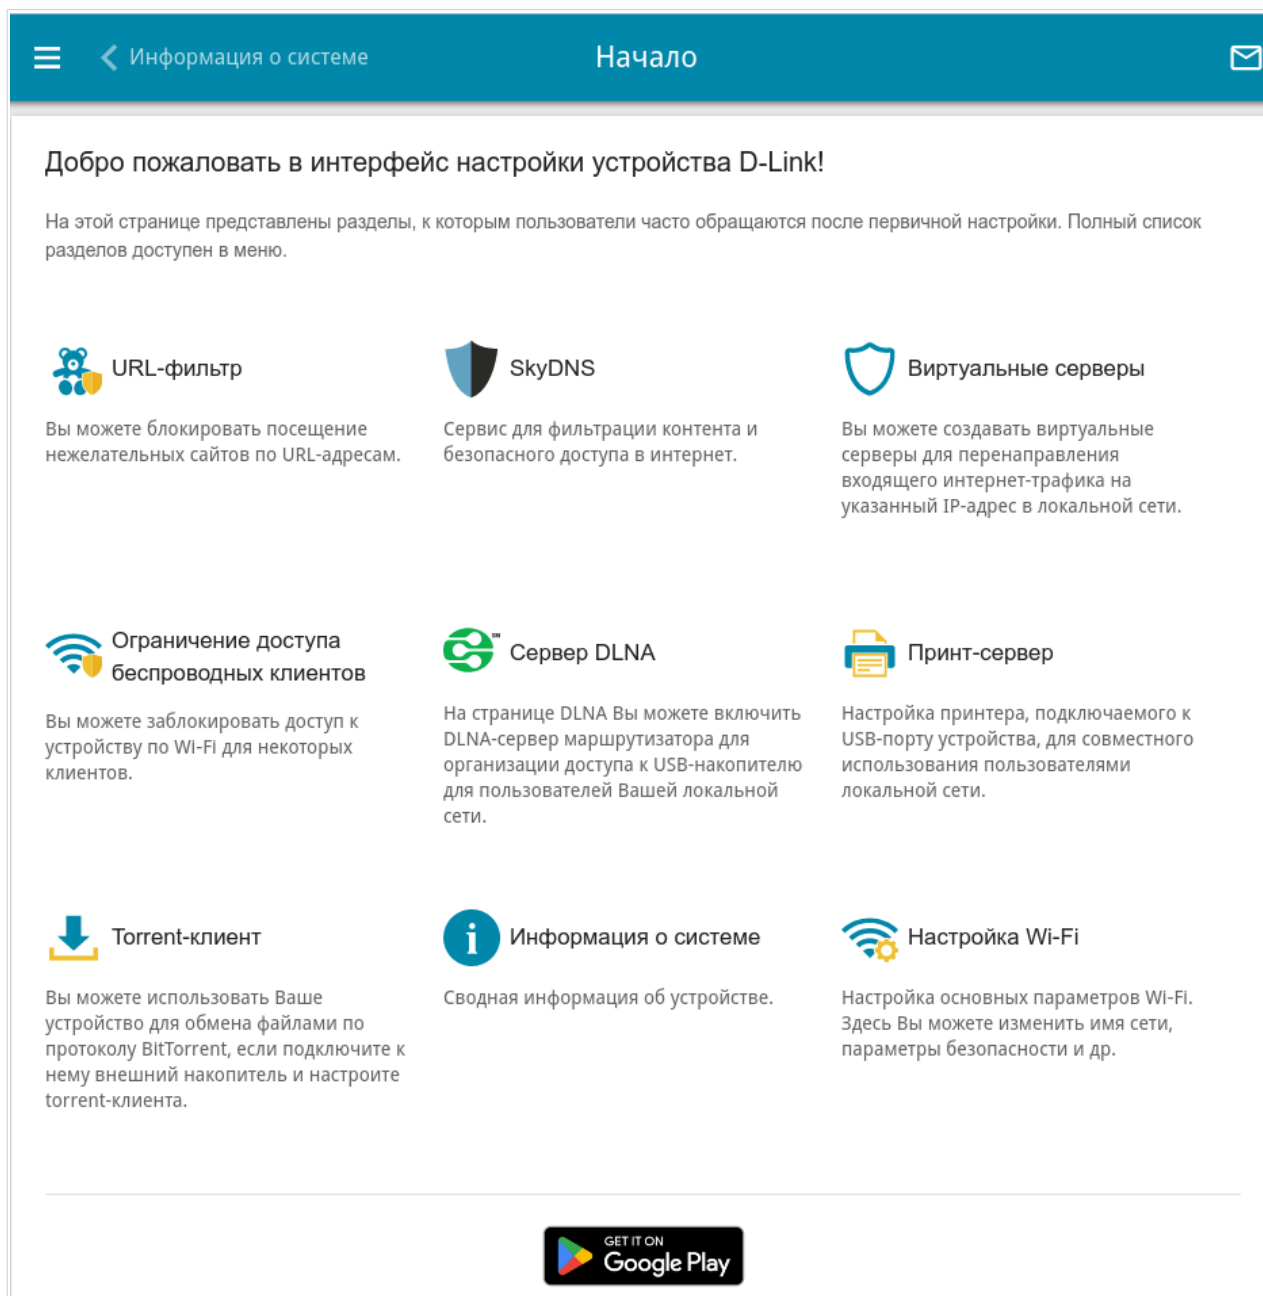 Информация о системе
Начало
Добро пожаловать в интерфейс настройки устройства D-Link!
На этой странице представлены разделы, к которым пользователи часто обращаются после первичной настройки. Полный список
разделов доступен в меню.
URL-фильтр
Вы можете блокировать посещение
нежелательных сайтов по URL-адресам.
SkyDNS
Сервис для фильтрации контента и
безопасного доступа в интернет.
Виртуальные серверы
Вы можете создавать виртуальные
серверы для перенаправления
входящего интернет-трафика на
указанный IP-адрес в локальной сети.
Ограничение доступа
беспроводных клиентов
Вы можете заблокировать доступ к
устройству по Wi-Fi для некоторых
клиентов.
Сервер DLNA
На странице DLNA Вы можете включить
DLNA-сервер маршрутизатора для
организации доступа к USB-накопителю
для пользователей Вашей локальной
сети.
Принт-сервер
Настройка принтера, подключаемого к
USB-порту устройства, для совместного
использования пользователями
локальной сети.
Torrent-клиент
Вы можете использовать Ваше
устройство для обмена файлами по
протоколу BitTorrent, если подключите к
нему внешний накопитель и настроите
torrent-клиента.
Информация о системе
Сводная информация об устройстве.
Настройка Wi-Fi
Настройка основных параметров Wi-Fi.
Здесь Вы можете изменить имя сети,
параметры безопасности и др.
GET IT ON
Google Play